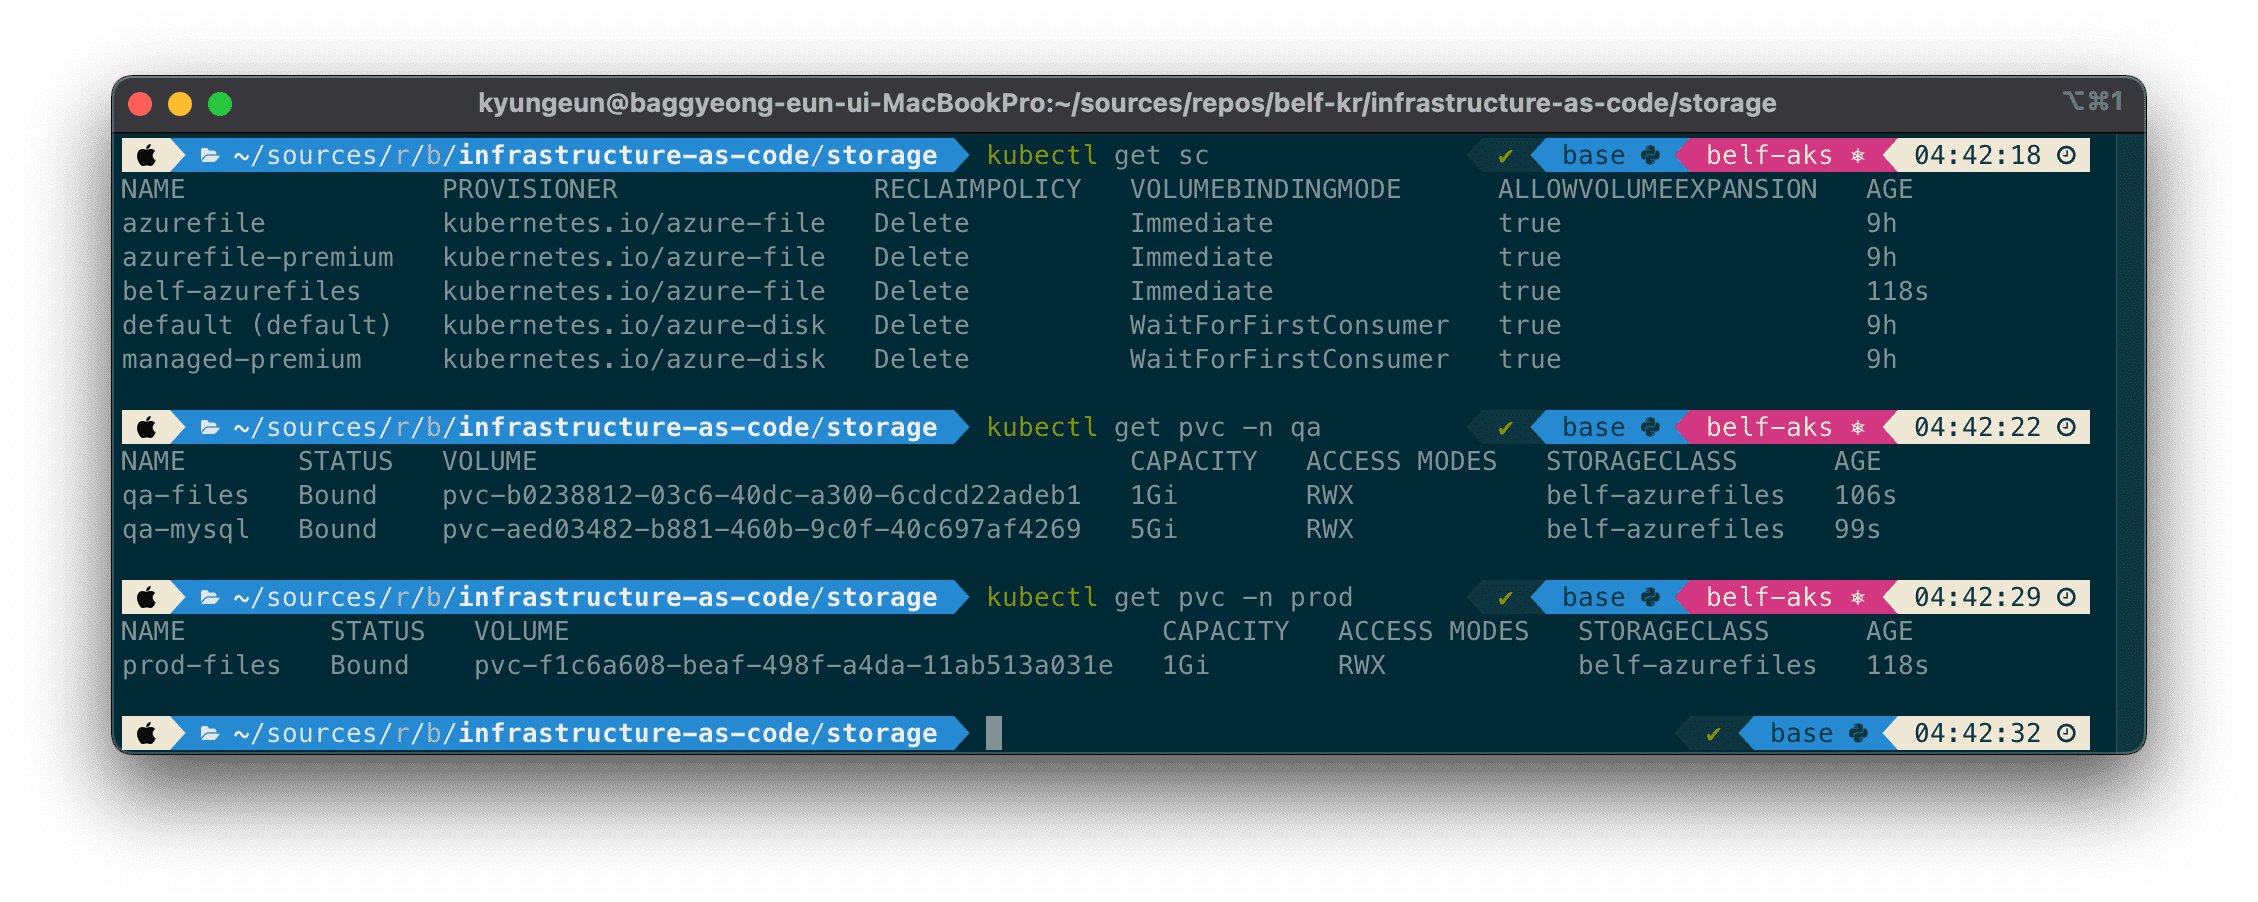 kyungeun@baggyeong-eun-ui-MacBookPro:~/sources/repos/belf-kr/infrastructure-as-code/storage ⌥⌘1
~/sources/r/b/infrastructure-as-code/storage kubectl get sc ✔ base belf-aks ⎈ 04:42:18
NAME PROVISIONER RECLAIMPOLICY VOLUMEBINDINGMODE ALLOWVOLUMEEXPANSION AGE
azurefile kubernetes.io/azure-file Delete Immediate true 9h
azurefile-premium kubernetes.io/azure-file Delete Immediate true 9h
belf-azurefiles kubernetes.io/azure-file Delete Immediate true 118s
default (default) kubernetes.io/azure-disk Delete WaitForFirstConsumer true 9h
managed-premium kubernetes.io/azure-disk Delete WaitForFirstConsumer true 9h
~/sources/r/b/infrastructure-as-code/storage kubectl get pvc -n qa ✔ base belf-aks ⎈ 04:42:22
NAME STATUS VOLUME CAPACITY ACCESS MODES STORAGECLASS AGE
qa-files Bound pvc-b0238812-03c6-40dc-a300-6cdcd22adeb1 1Gi RWX belf-azurefiles 106s
qa-mysql Bound pvc-aed03482-b881-460b-9c0f-40c697af4269 5Gi RWX belf-azurefiles 99s
~/sources/r/b/infrastructure-as-code/storage kubectl get pvc -n prod ✔ base belf-aks ⎈ 04:42:29
NAME STATUS VOLUME CAPACITY ACCESS MODES STORAGECLASS AGE
prod-files Bound pvc-f1c6a608-beaf-498f-a4da-11ab513a031e 1Gi RWX belf-azurefiles 118s
~/sources/r/b/infrastructure-as-code/storage ✔ base 04:42:32